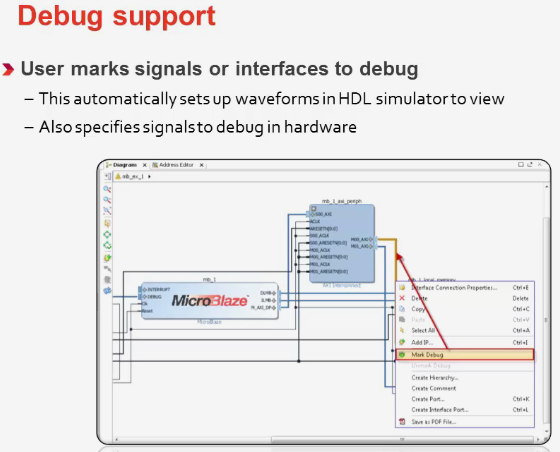 Debug support
User marks signals or interfaces to debug
– This automatically sets up waveforms in HDL simulator to view
– Also specifies signals to debug in hardware
Diagram
Address Editor
mb_ex_1
mb_1_axi_periph
S00_AXI
ACLK
ARESETN[0:0]
S00_ACLK
S00_ARESETN[0:0]
M00_ACLK
M00_ARESETN[0:0]
M01_ACLK
M01_ARESETN[0:0]
M00_AXI
M01_AXI
AXI Interconnect
mb_1
INTERRUPT
DEBUG
Clk
Reset
MicroBlaze
DLMB
ILMB
M_AXI_DP
MicroBlaze
mb_1_local_memory
Interface Connection Properties... Ctrl+E
Delete Delete
Copy
Paste Ctrl+V
Select All Ctrl+A
Add IP... Ctrl+I
Mark Debug
Unmark Debug
Create Hierarchy...
Create Comment
Create Port... Ctrl+K
Create Interface Port... Ctrl+L
Save as PDF File...